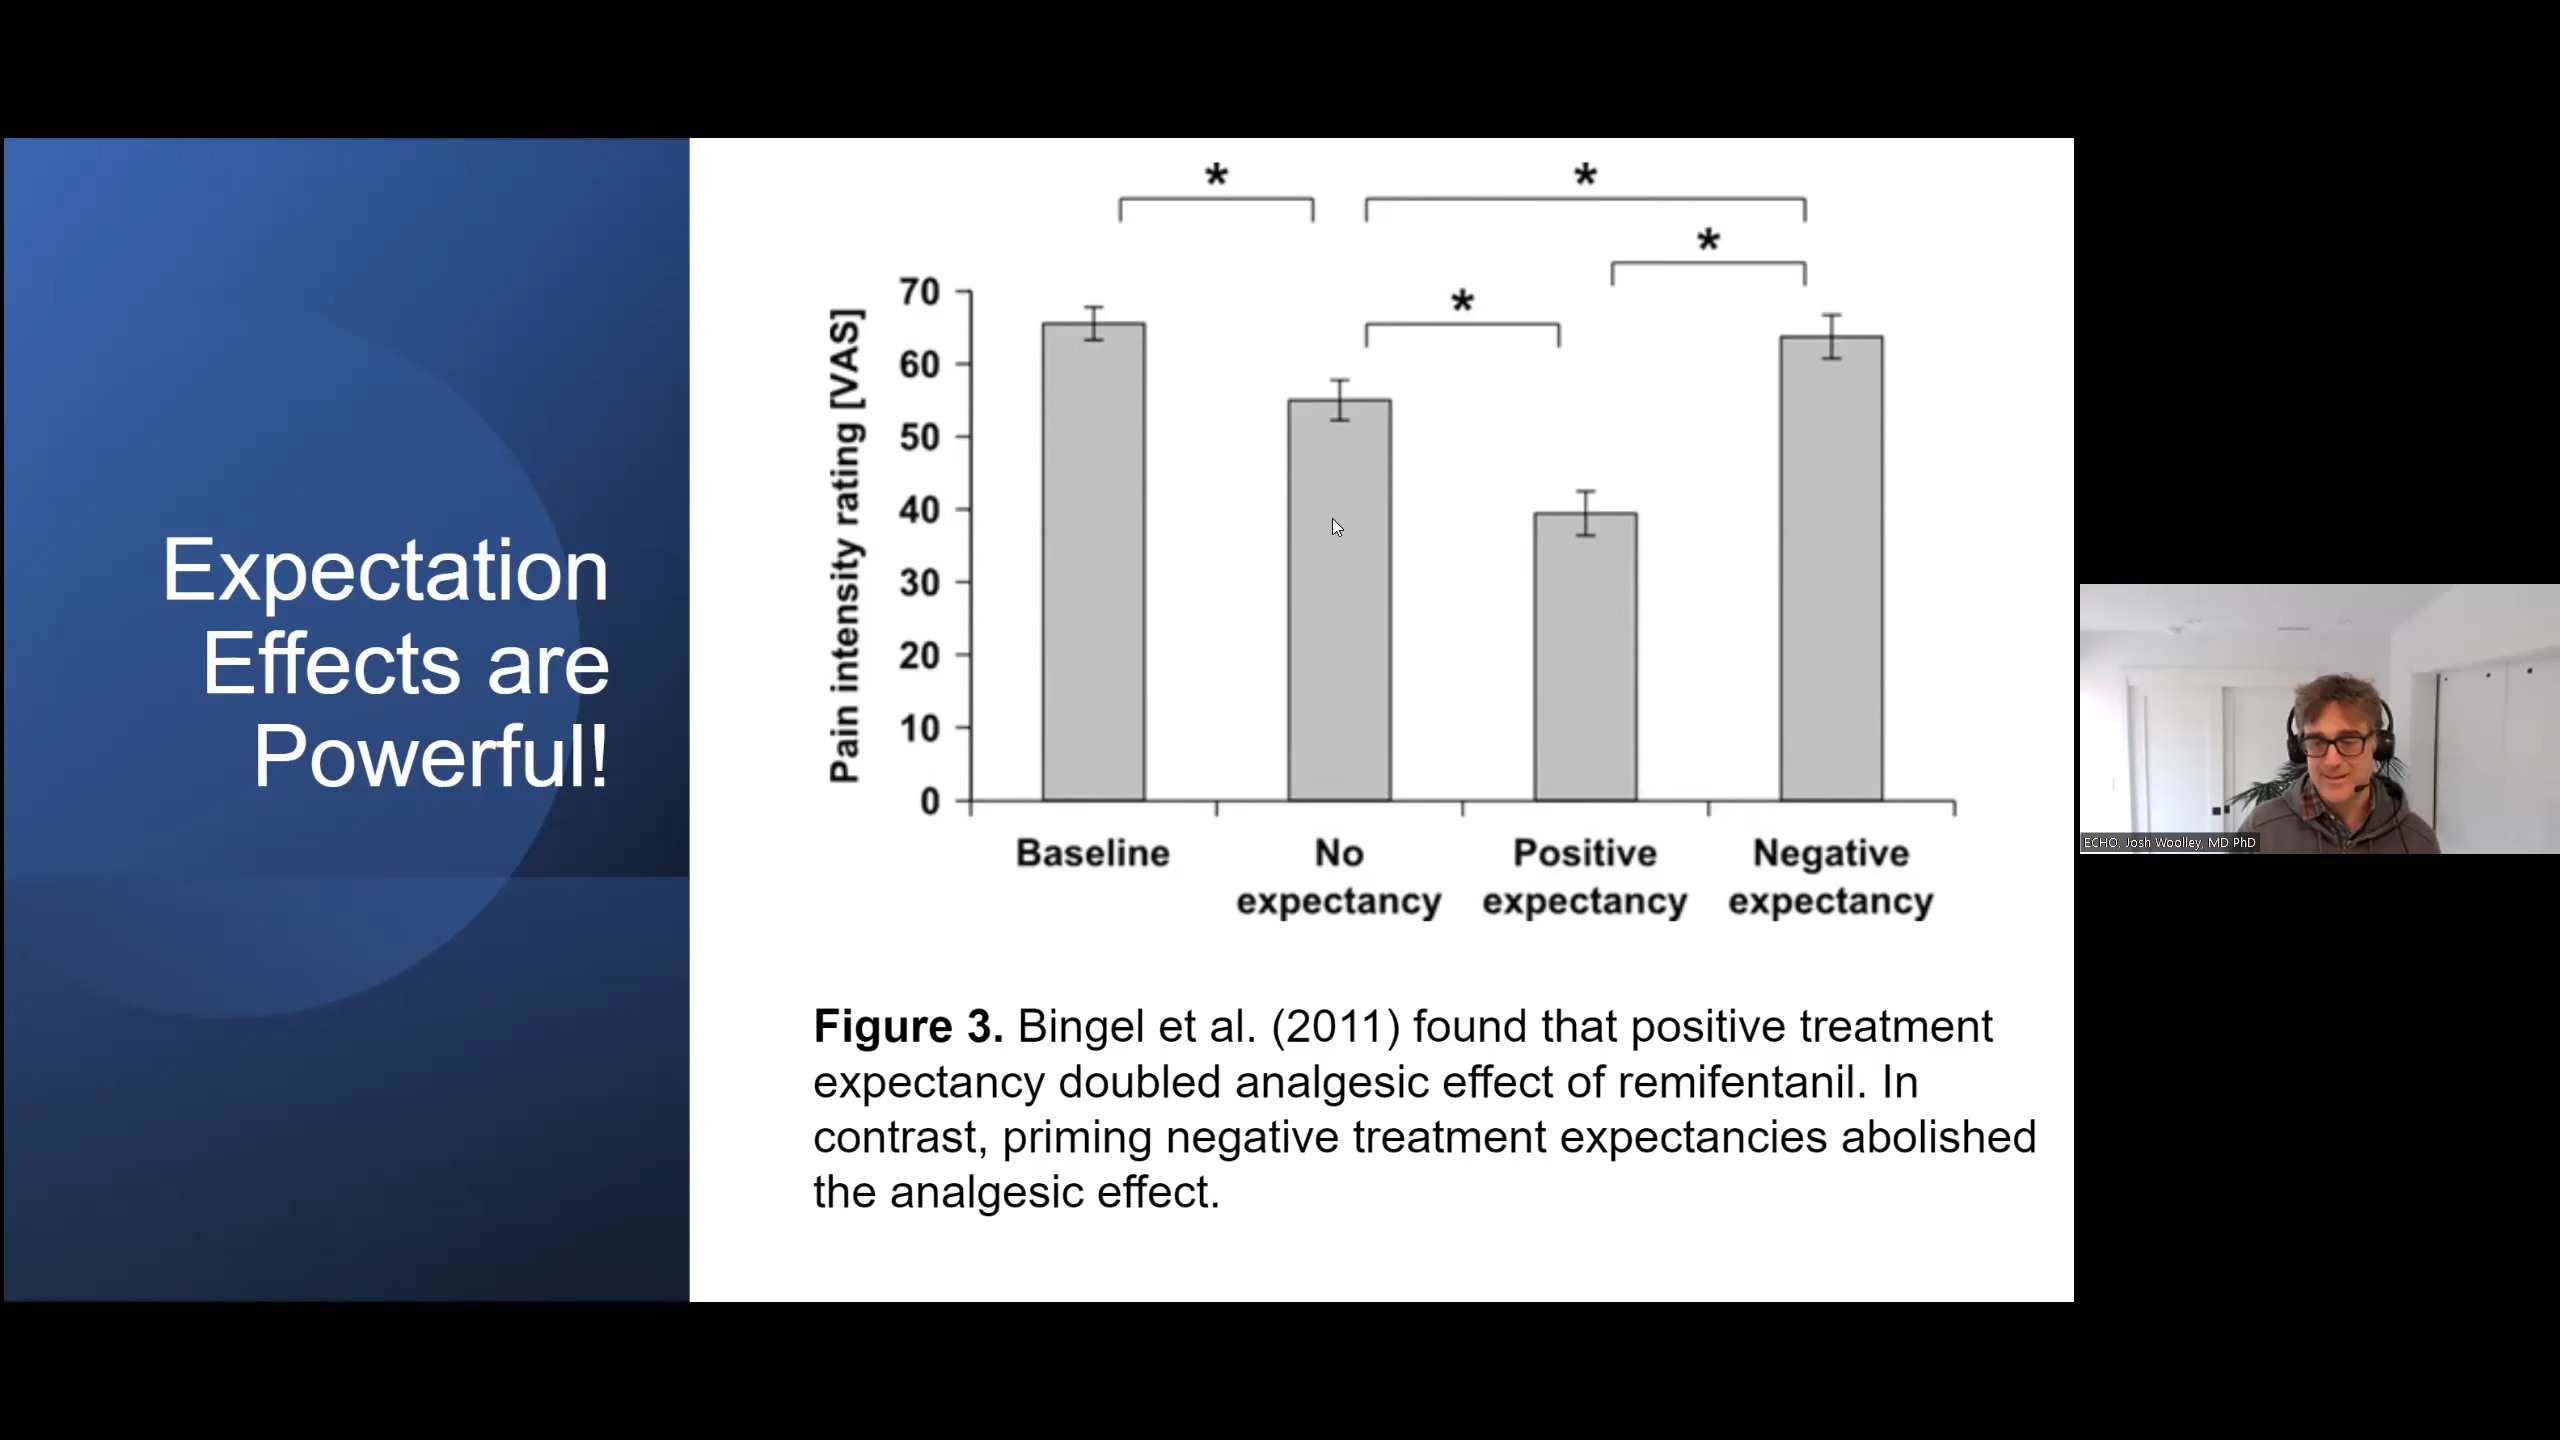 Expectation
Effects are
Powerful!
*
*
*
*
Pain intensity rating [VAS]
70
60
50
40
30
20
10
0
Baseline
No
expectancy
Positive
expectancy
Negative
expectancy
Figure 3. Bingel et al. (2011) found that positive treatment
expectancy doubled analgesic effect of remifentanil. In
contrast, priming negative treatment expectancies abolished
the analgesic effect.
ECHO, Josh Woolley, MD PhD